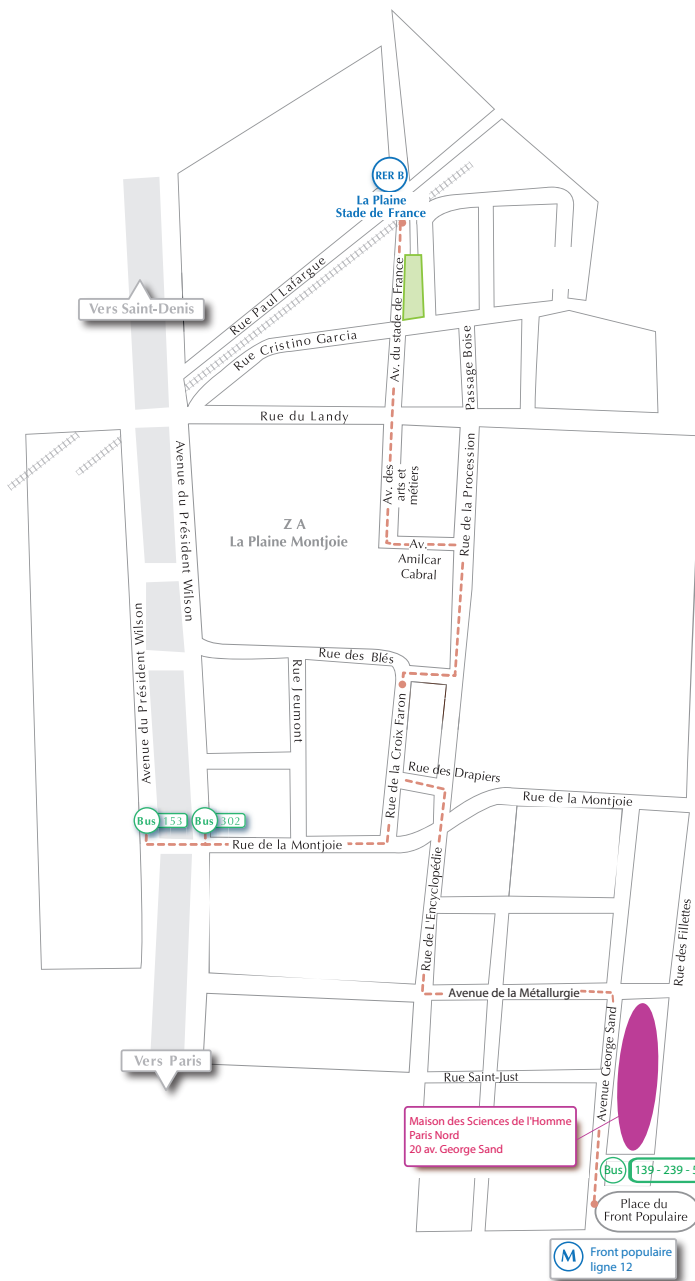 RER B
La Plaine
Stade de France
Rue Paul Lafargue
Vers Saint-Denis
Rue Cristino Garcia
Av. du stade de France
Passage Boise
Rue du Landy
Avenue du Président Wilson
Av. des
arts et
métiers
Rue de la Procession
Z A
La Plaine Montjoie
Av.
Amilcar
Cabral
Avenue du Président Wilson
Rue des Blés
Rue Jeumont
Rue de la Croix Faron
Rue des Drapiers
Rue de la Montjoie
Bus 153
Bus 302
Rue de la Montjoie
Rue de L'Encyclopédie
Rue des Fillettes
Avenue de la Métallurgie
Avenue George Sand
Vers Paris
Rue Saint-Just
Maison des Sciences de l'Homme
Paris Nord
20 av. George Sand
Bus 139 - 239 -
Place du
Front Populaire
M
Front populaire
ligne 12